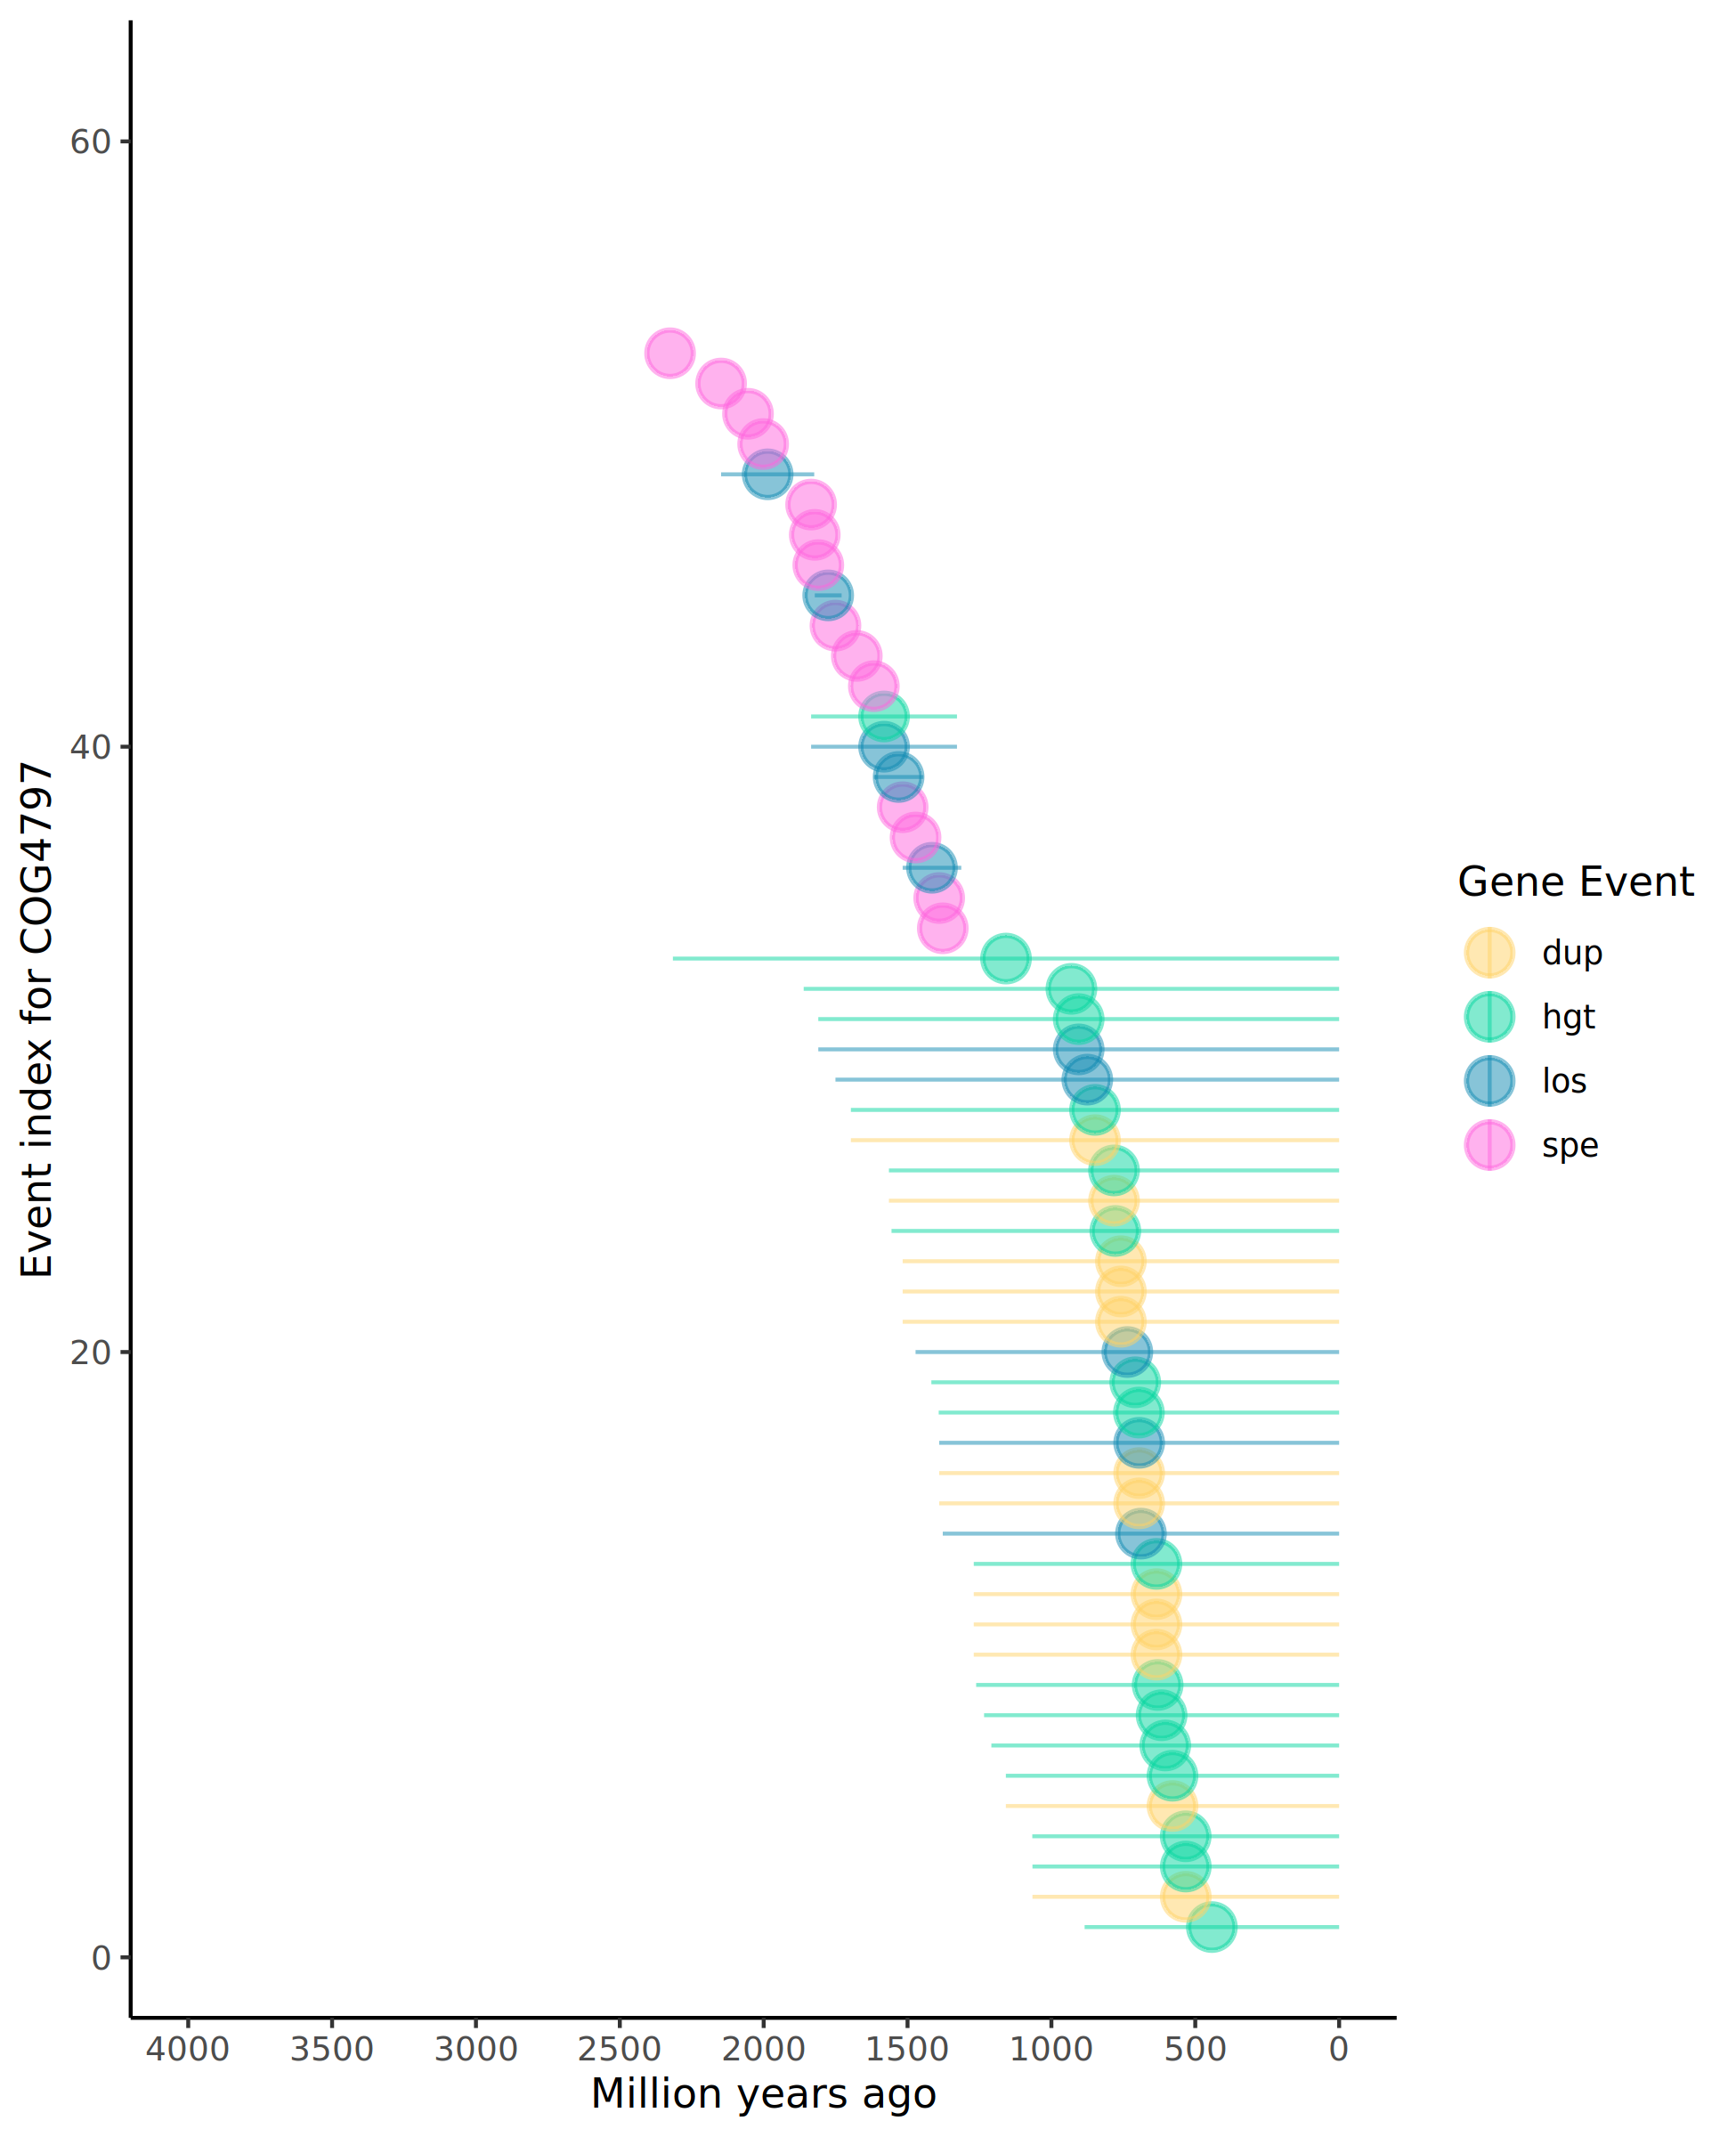 60
40
20
0
Event index for COG4797
4000 3500 3000 2500 2000 1500 1000 500 0
Million years ago
Gene Event
dup
hgt
los
spe